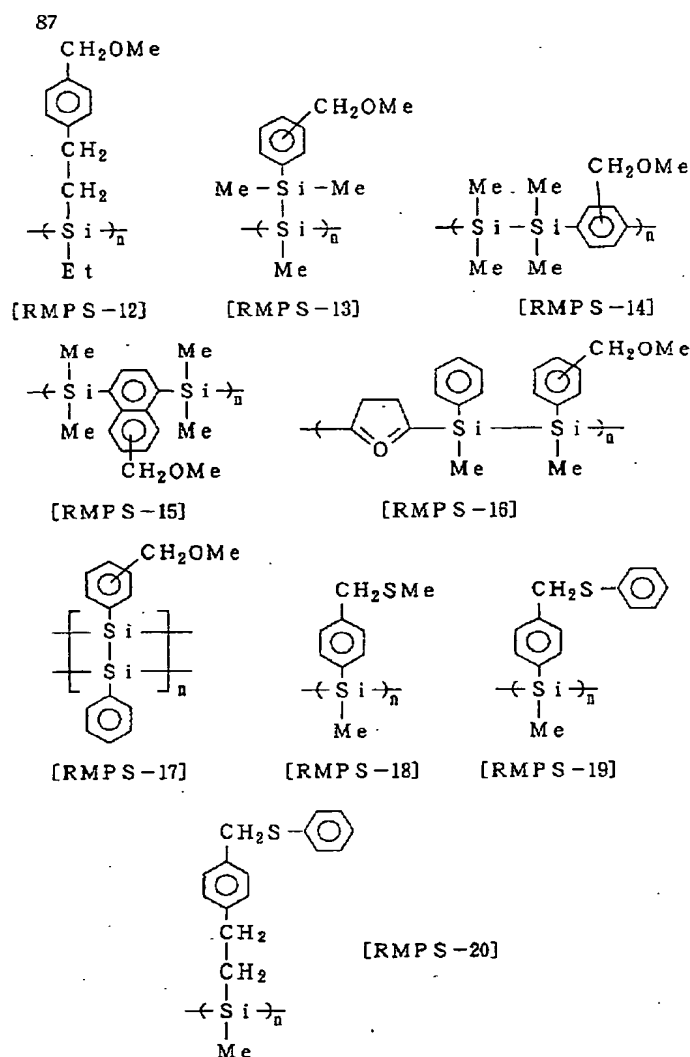 87
CH2OMe
CH2
CH2
Si n
Et
[RMPS-12]
CH2OMe
Me Si Me
Si n
Me
[RMPS-13]
CH2OMe
Me Me
Si Si n
Me Me
[RMPS-14]
Me Me
Si Si n
Me Me
CH2OMe
[RMPS-15]
CH2OMe
O Si Si n
Me Me
[RMPS-16]
CH2OMe
Si
Si
n
[RMPS-17]
CH2SMe
Si n
Me
[RMPS-18]
CH2S
Si n
Me
[RMPS-19]
CH2S
CH2
CH2
Si n
Me
[RMPS-20]